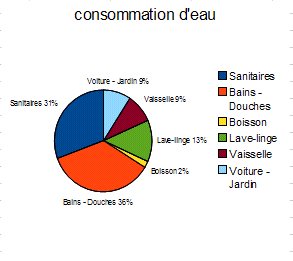 consommation d'eau
Voiture - Jardin 9%
Sanitaires 31%
Vaisselle 9%
Lave-linge 13%
Boisson 2%
Bains - Douches 36%
Sanitaires
Bains -
Douches
Boisson
Lave-linge
Vaisselle
Voiture -
Jardin